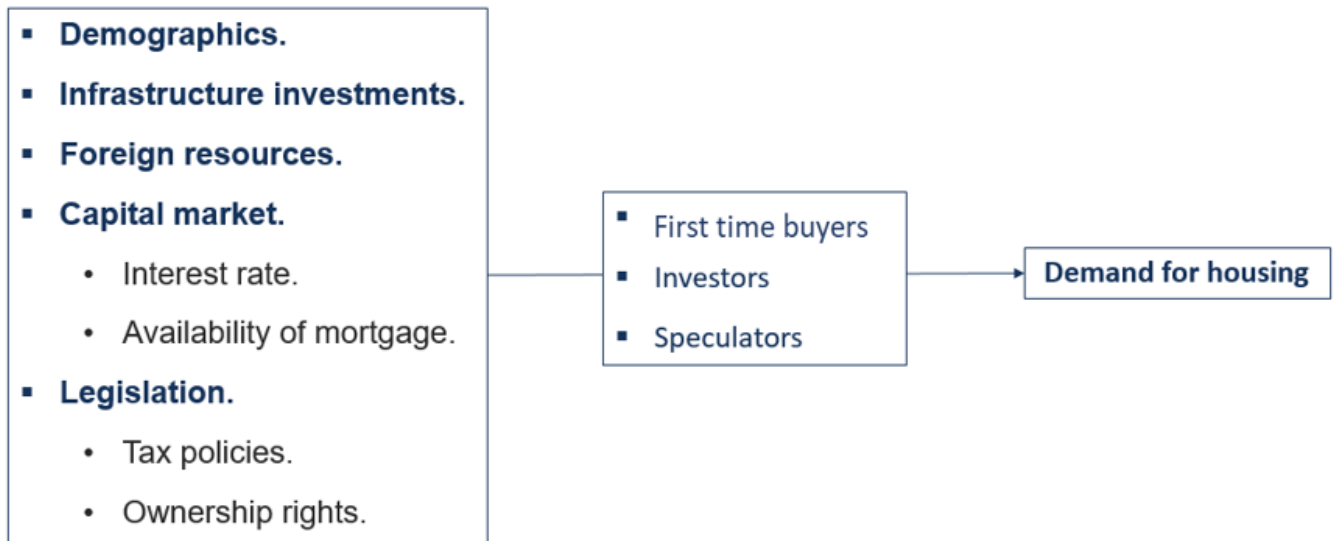 ▪ Demographics.
▪ Infrastructure investments.
▪ Foreign resources.
▪ Capital market.
• Interest rate.
• Availability of mortgage.
▪ Legislation.
• Tax policies.
• Ownership rights.
▪ First time buyers
▪ Investors
▪ Speculators
Demand for housing